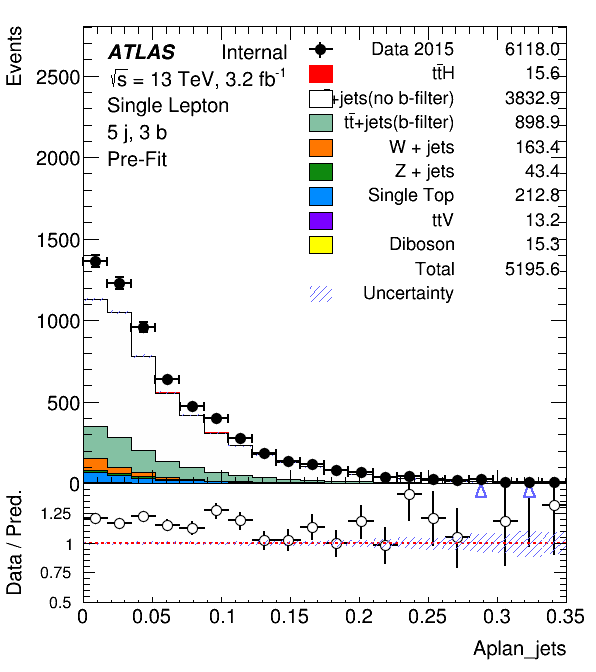 Events
ATLAS Internal
√s = 13 TeV, 3.2 fb⁻¹
Single Lepton
5 j, 3 b
Pre-Fit
Data 2015 6118.0
tt̄H 15.6
+jets(no b-filter) 3832.9
tt̄+jets(b-filter) 898.9
W + jets 163.4
Z + jets 43.4
Single Top 212.8
ttV 13.2
Diboson 15.3
Total 5195.6
Uncertainty
2500
2000
1500
1000
500
0
Data / Pred.
1.25
1
0.75
0.5
0 0.05 0.1 0.15 0.2 0.25 0.3 0.35
Aplan_jets